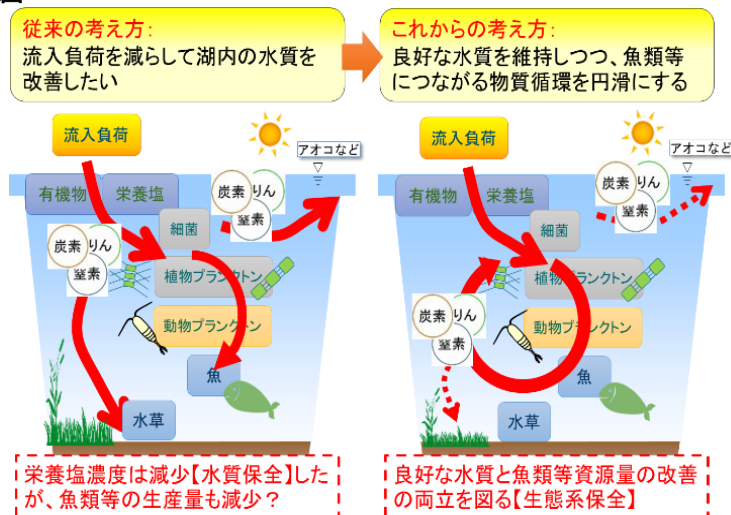 従来の考え方:
流入負荷を減らして湖内の水質を
改善したい
これからの考え方:
良好な水質を維持しつつ、魚類等
につながる物質循環を円滑にする
流入負荷
アオコなど
有機物
栄養塩
炭素
りん
窒素
細菌
炭素
りん
窒素
植物プランクトン
動物プランクトン
魚
水草
栄養塩濃度は減少【水質保全】した
が、魚類等の生産量も減少？
流入負荷
アオコなど
有機物
栄養塩
炭素
りん
窒素
細菌
植物プランクトン
炭素
りん
窒素
動物プランクトン
魚
水草
良好な水質と魚類等資源量の改善
の両立を図る【生態系保全】